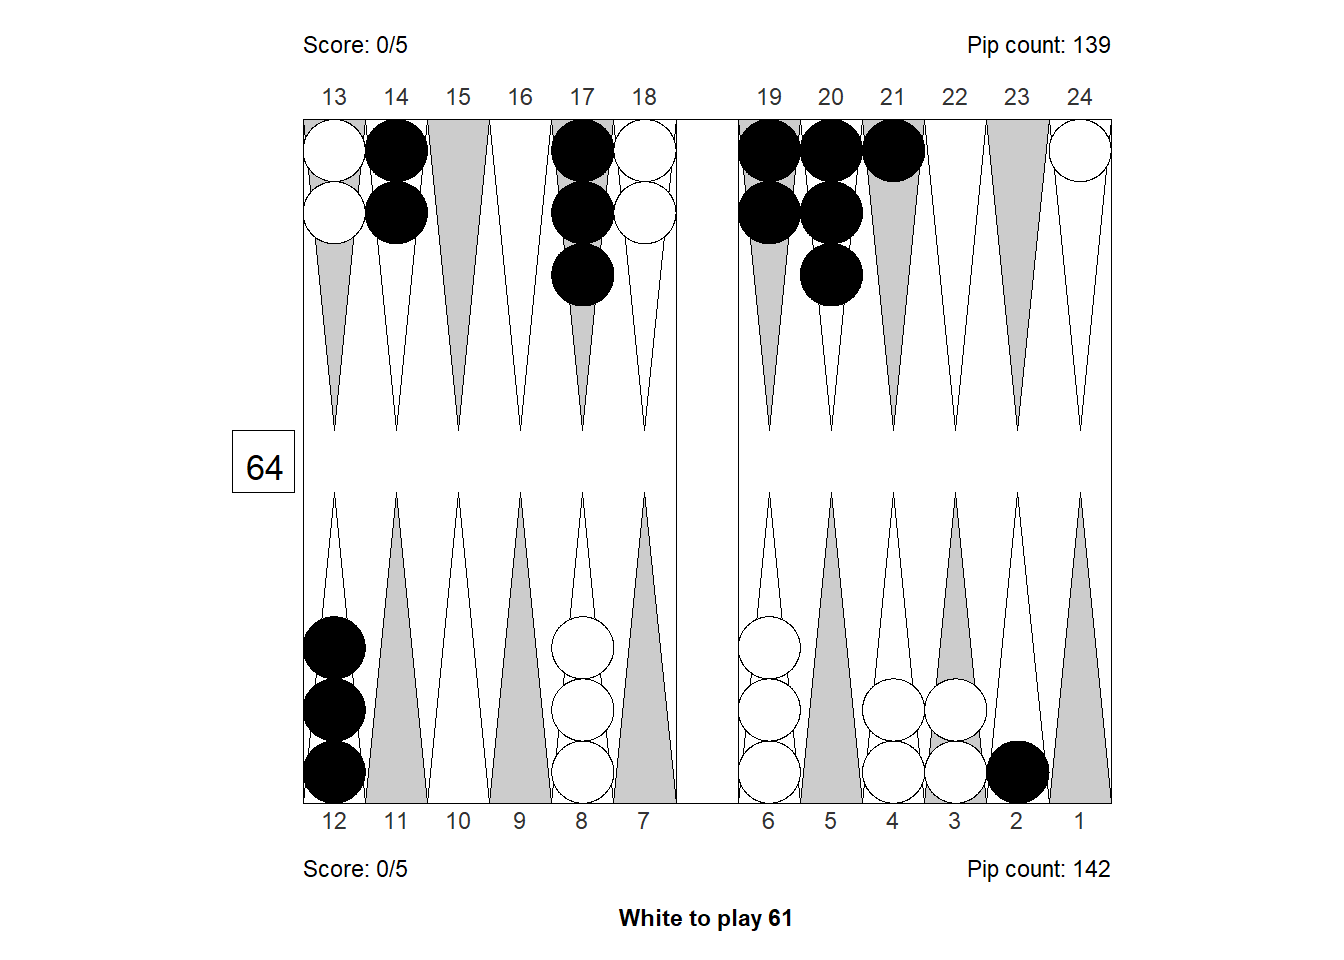 Score: 0/5 Pip count: 139
13 14 15 16 17 18 19 20 21 22 23 24
64
12 11 10 9 8 7 6 5 4 3 2 1
Score: 0/5 Pip count: 142
White to play 61